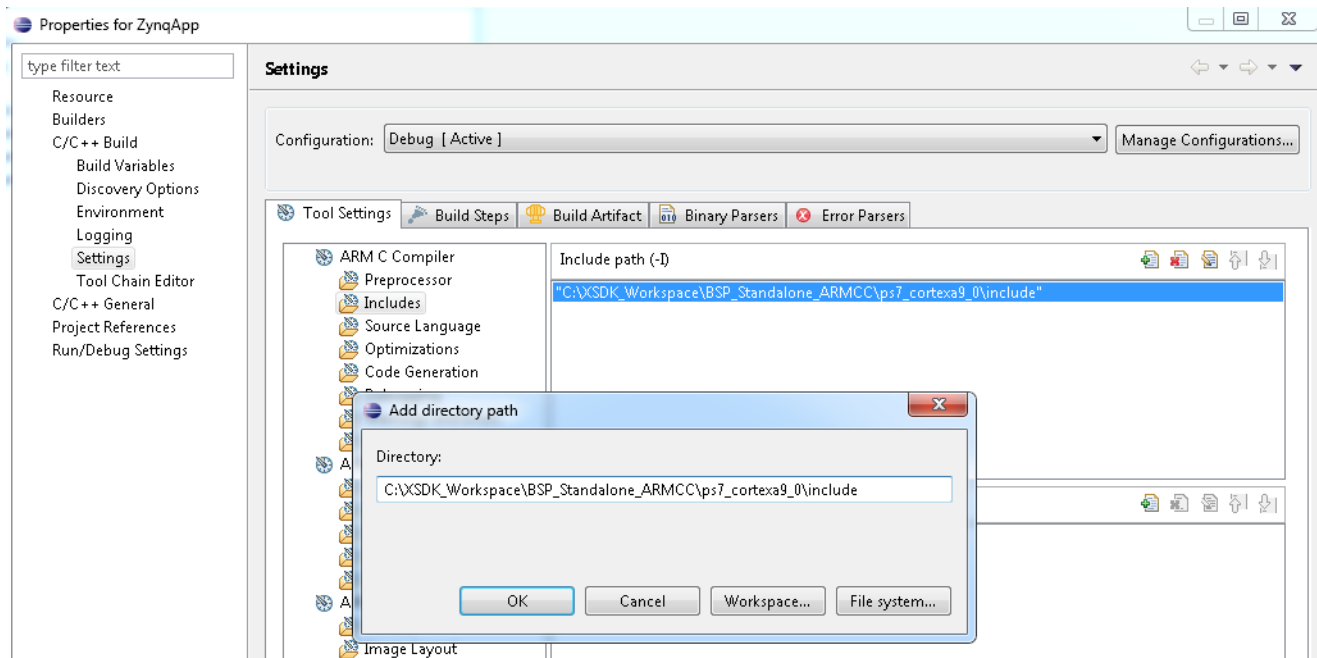 Properties for ZynqApp
type filter text
Settings
Resource
Builders
C/C++ Build
Build Variables
Discovery Options
Environment
Logging
Settings
Tool Chain Editor
C/C++ General
Project References
Run/Debug Settings
Configuration:
Debug [ Active ]
Manage Configurations...
Tool Settings
Build Steps
Build Artifact
Binary Parsers
Error Parsers
ARM C Compiler
Preprocessor
Includes
Source Language
Optimizations
Code Generation
Include path (-I)
"C:\XSDK_Workspace\BSP_Standalone_ARMCC\ps7_cortexa9_0\include"
A
A
Image Layout
Add directory path
Directory:
C:\XSDK_Workspace\BSP_Standalone_ARMCC\ps7_cortexa9_0\include
OK
Cancel
Workspace...
File system...